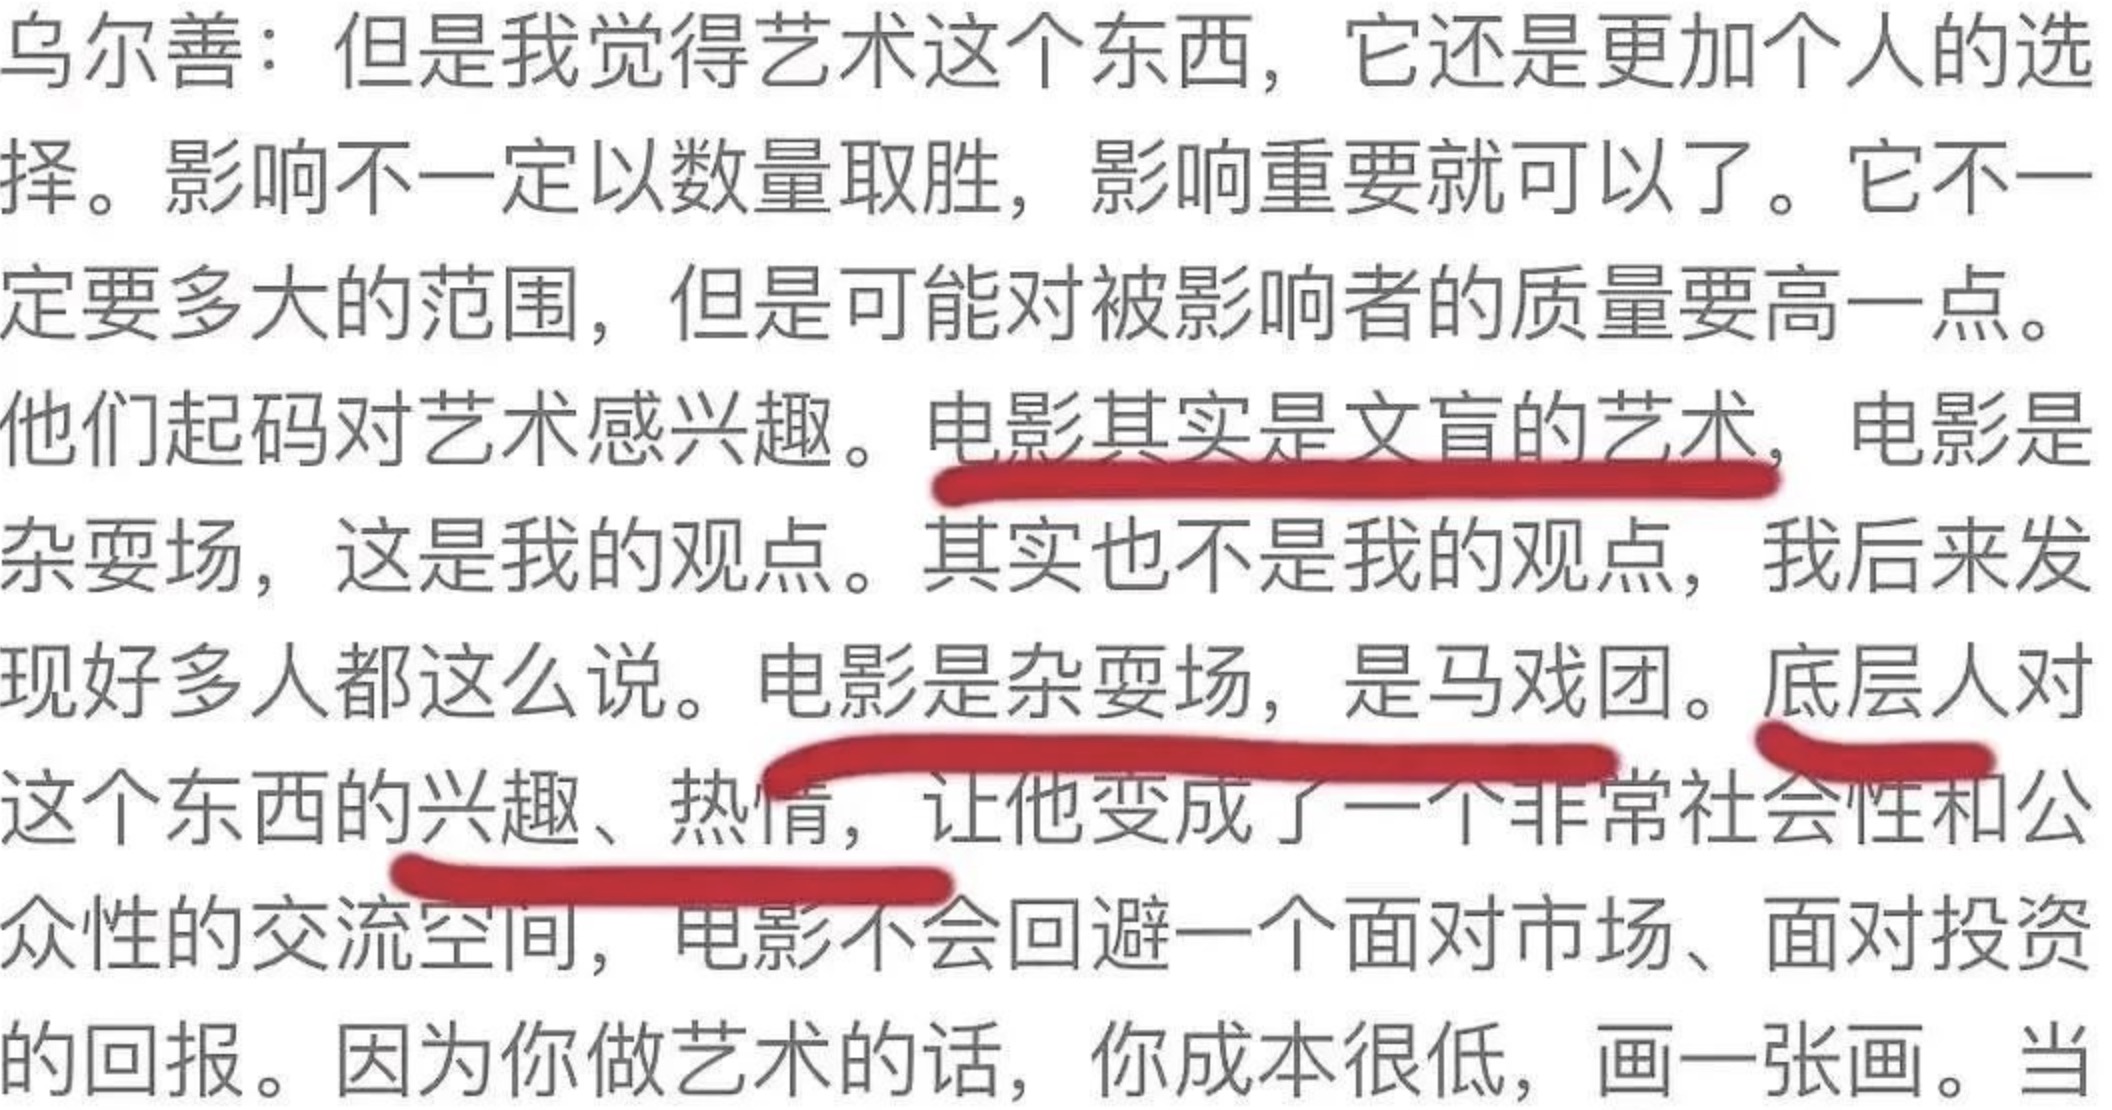 乌尔善：但是我觉得艺术这个东西，它还是更加个人的选
择。影响不一定以数量取胜，影响重要就可以了。它不一
定要多大的范围，但是可能对被影响者的质量要高一点。
他们起码对艺术感兴趣。电影其实是文盲的艺术，电影是
杂耍场，这是我的观点。其实也不是我的观点，我后来发
现好多人都这么说。电影是杂耍场，是马戏团。底层人对
这个东西的兴趣、热情，让他变成了一个非常社会性和公
众性的交流空间，电影不会回避一个面对市场、面对投资
的回报。因为你做艺术的话，你成本很低，画一张画。当